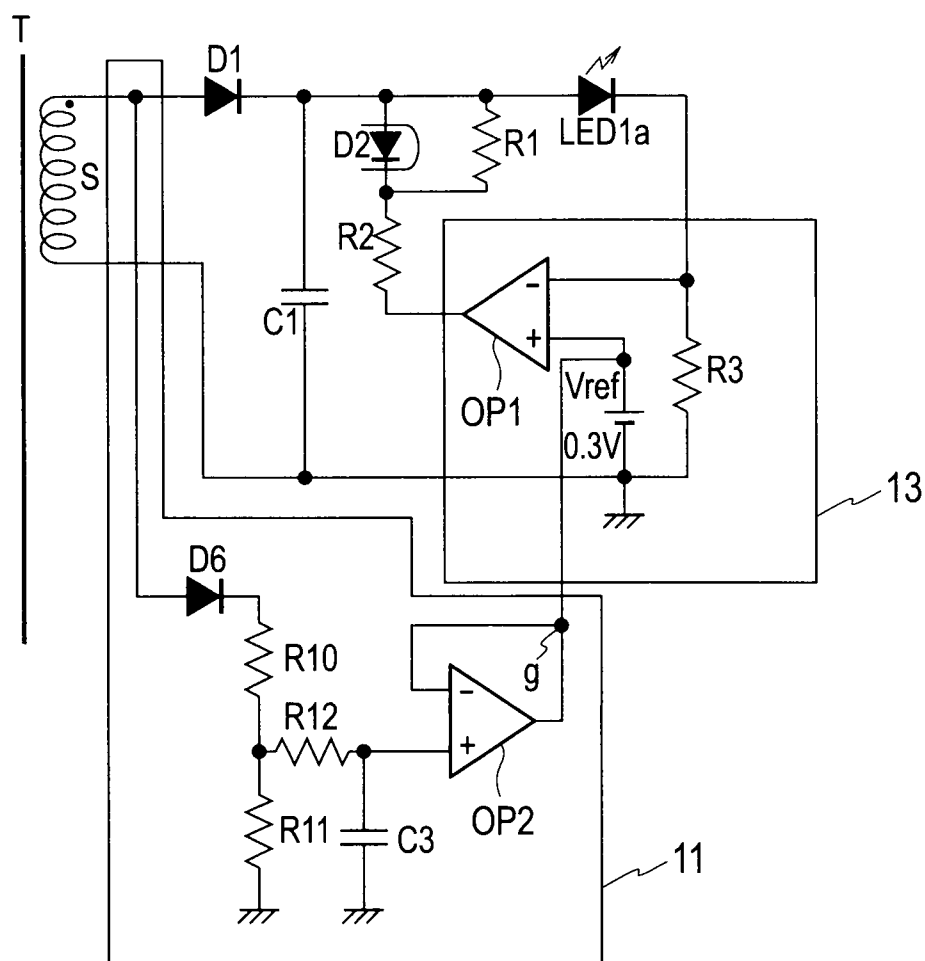 T
D1
LED1a
D2
R1
S
R2
C1
R3
-
+
Vref
OP1
0.3V
13
D6
R10
g
R12
-
+
R11
C3
OP2
11